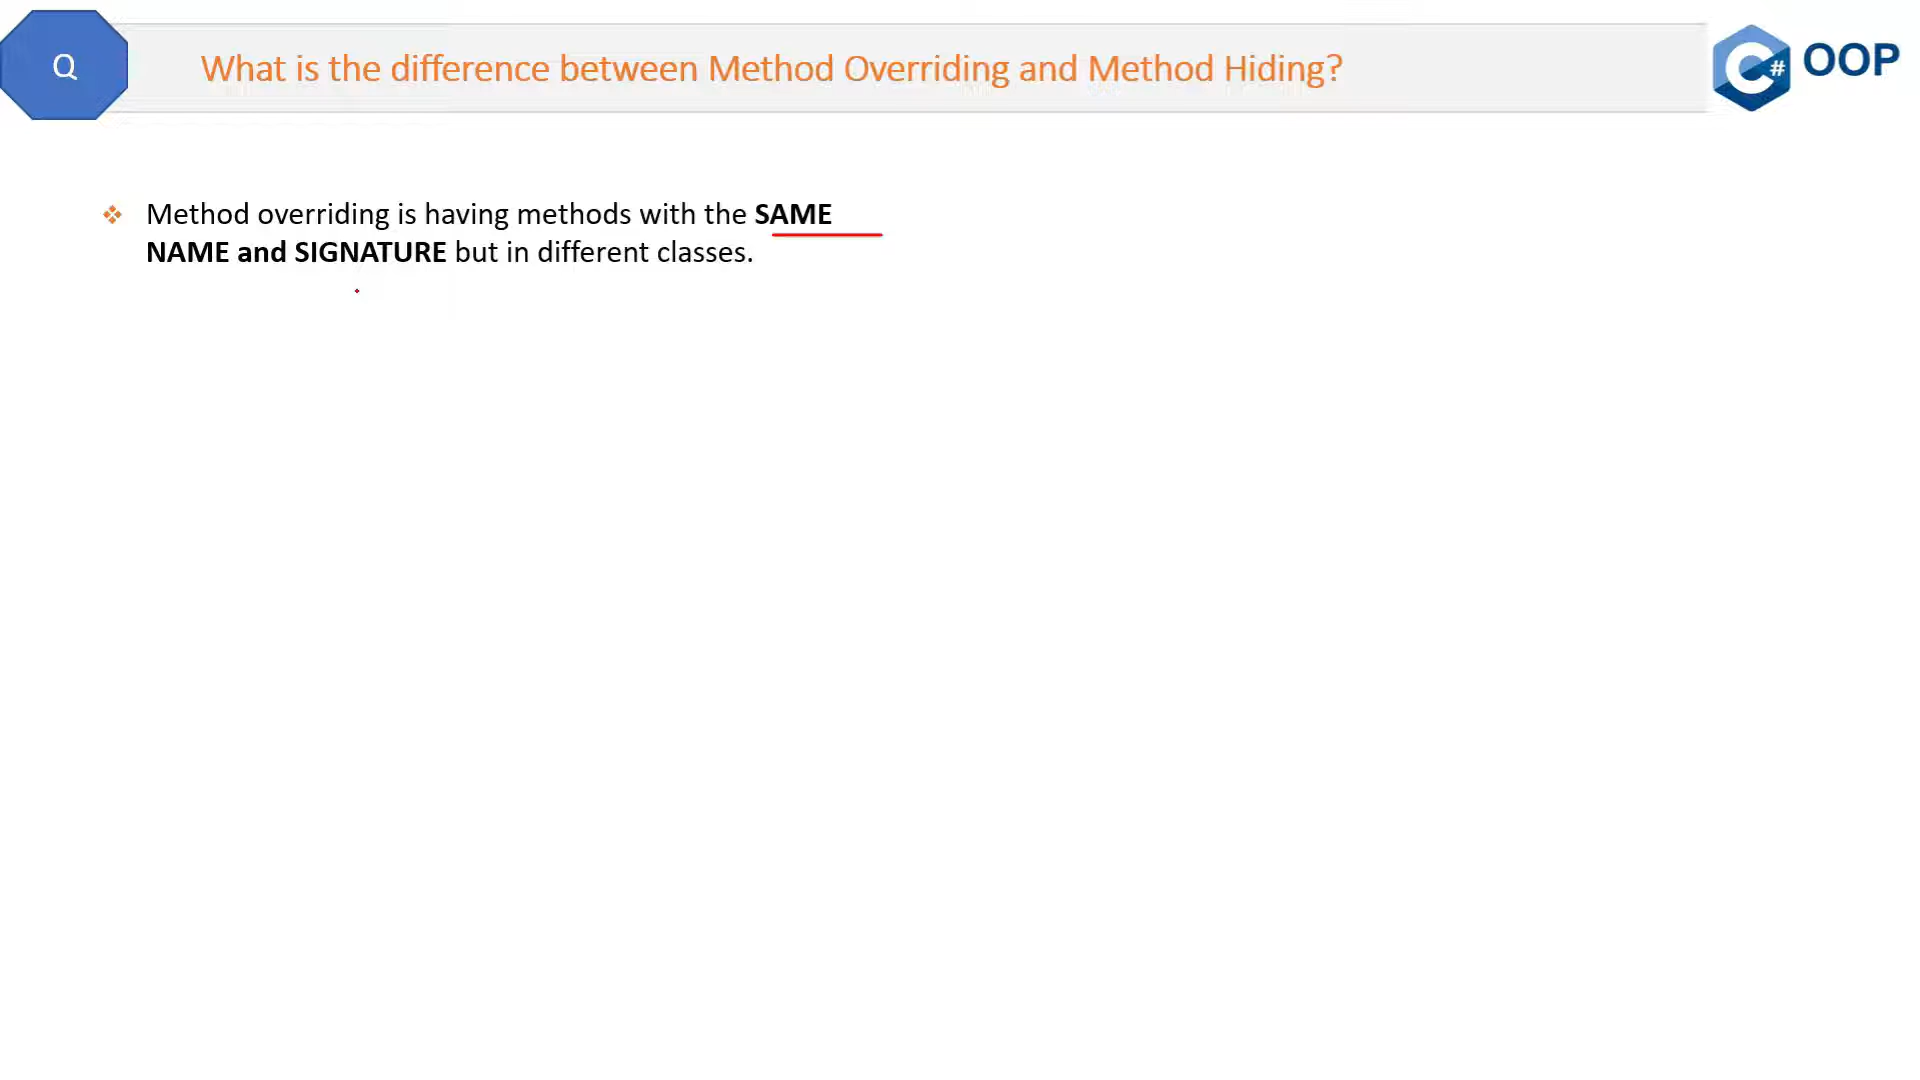 Q
What is the difference between Method Overriding and Method Hiding?
C# OOP
❖ Method overriding is having methods with the SAME
NAME and SIGNATURE but in different classes.